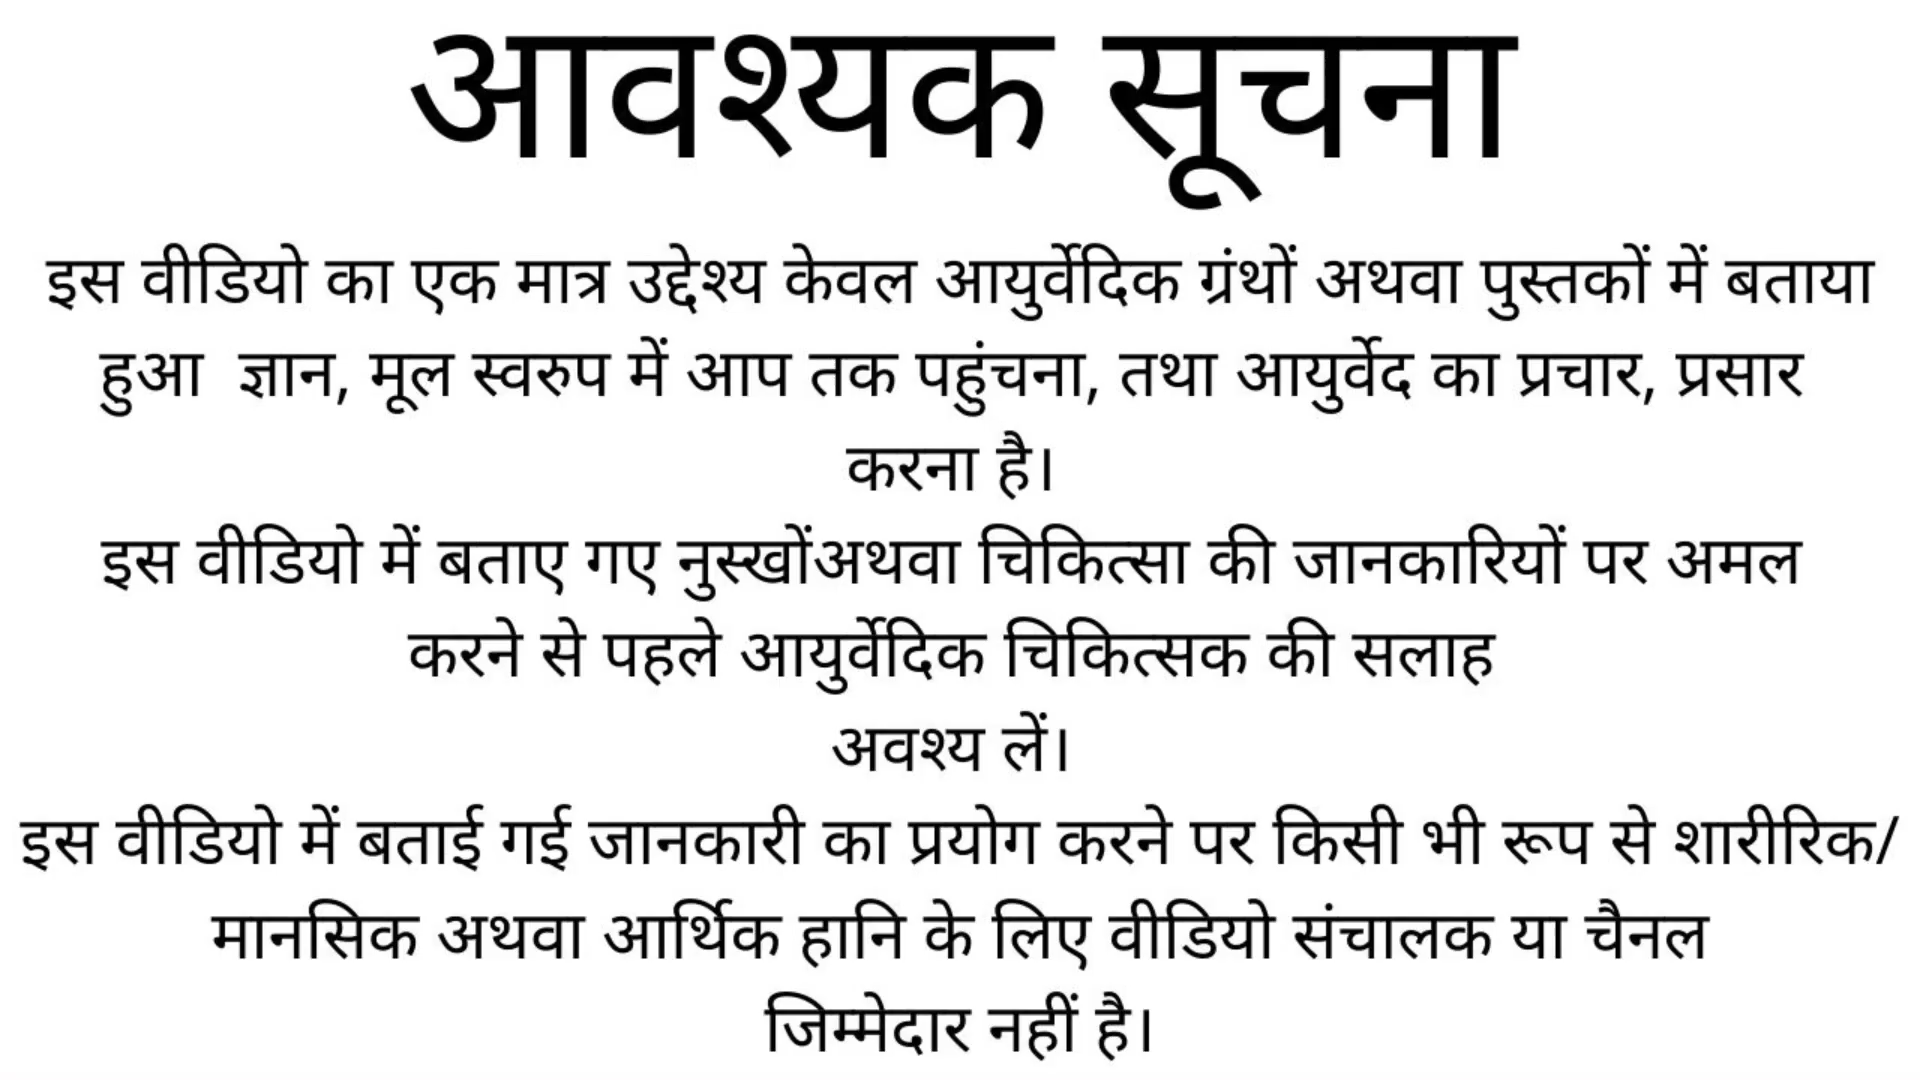 आवश्यक सूचना
इस वीडियो का एक मात्र उद्देश्य केवल आयुर्वेदिक ग्रंथों अथवा पुस्तकों में बताया
हुआ  ज्ञान, मूल स्वरुप में आप तक पहुंचना, तथा आयुर्वेद का प्रचार, प्रसार
करना है।
इस वीडियो में बताए गए नुस्खोंअथवा चिकित्सा की जानकारियों पर अमल
करने से पहले आयुर्वेदिक चिकित्सक की सलाह
अवश्य लें।
इस वीडियो में बताई गई जानकारी का प्रयोग करने पर किसी भी रूप से शारीरिक/
मानसिक अथवा आर्थिक हानि के लिए वीडियो संचालक या चैनल
जिम्मेदार नहीं है।